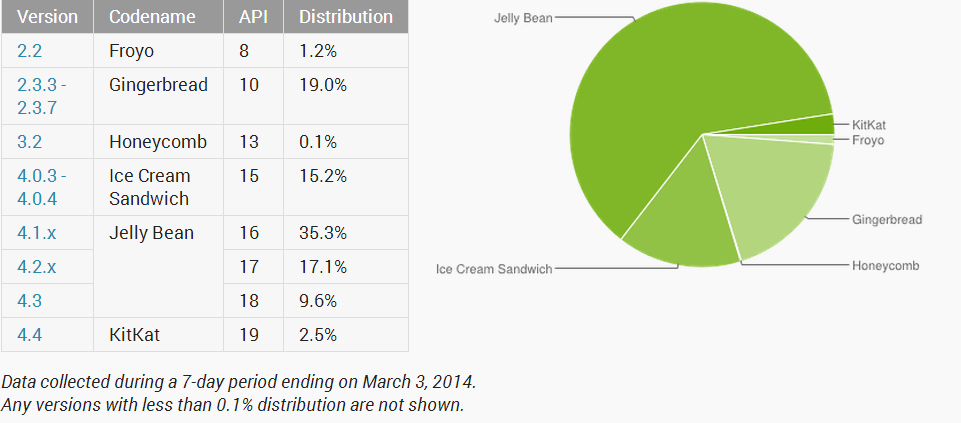 Version Codename API Distribution
2.2 Froyo 8 1.2%
2.3.3 - Gingerbread 10 19.0%
2.3.7
3.2 Honeycomb 13 0.1%
4.0.3 - Ice Cream 15 15.2%
4.0.4 Sandwich
4.1.x Jelly Bean 16 35.3%
4.2.x 17 17.1%
4.3 18 9.6%
4.4 KitKat 19 2.5%
Jelly Bean
KitKat
Froyo
Gingerbread
Honeycomb
Ice Cream Sandwich
Data collected during a 7-day period ending on March 3, 2014.
Any versions with less than 0.1% distribution are not shown.